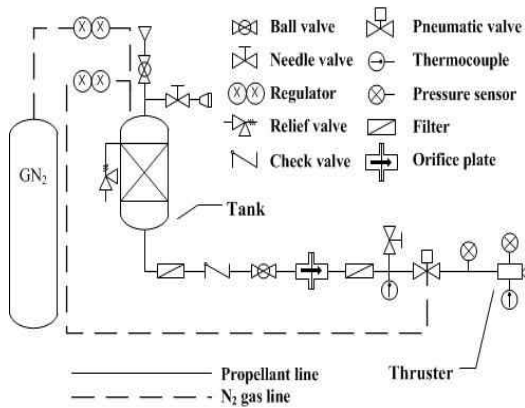 Ball valve
Pneumatic valve
Needle valve
Thermocouple
Regulator
Pressure sensor
Relief valve
Filter
Check valve
Orifice plate
GN₂
Tank
Thruster
Propellant line
N₂ gas line